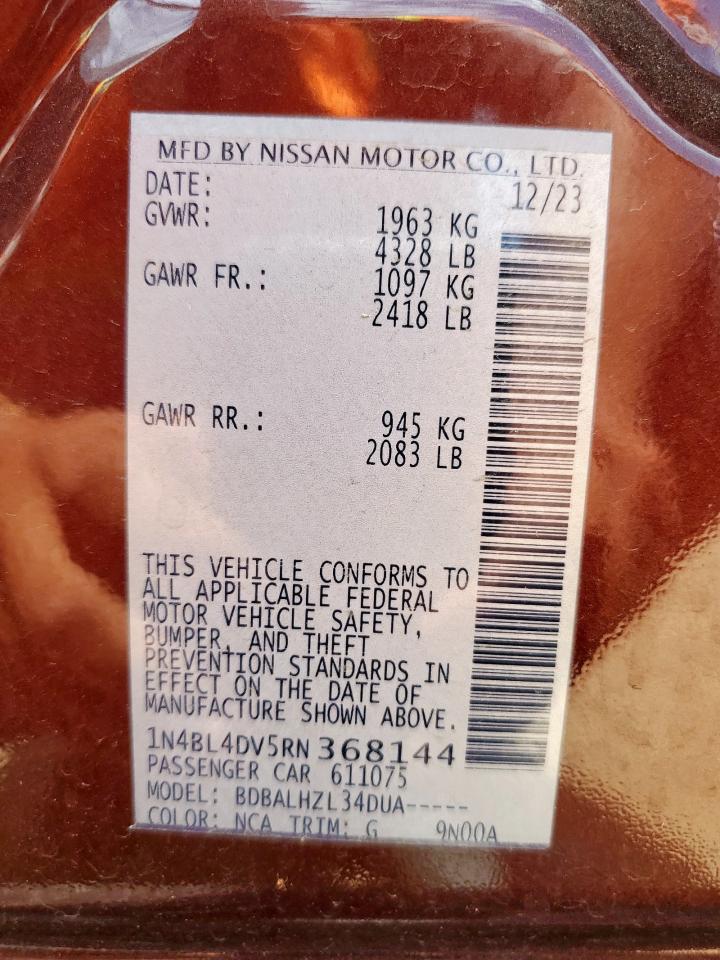 MFD BY NISSAN MOTOR CO., LTD.
DATE: 12/23
GVWR: 1963 KG
4328 LB
GAWR FR.: 1097 KG
2418 LB
GAWR RR.: 945 KG
2083 LB
THIS VEHICLE CONFORMS TO
ALL APPLICABLE FEDERAL
MOTOR VEHICLE SAFETY,
BUMPER, AND THEFT
PREVENTION STANDARDS IN
EFFECT ON THE DATE OF
MANUFACTURE SHOWN ABOVE.
1N4BL4DV5RN 368144
PASSENGER CAR 611075
MODEL: BDBALHZL34DUA-----
COLOR: NCA TRIM: G 9N00A